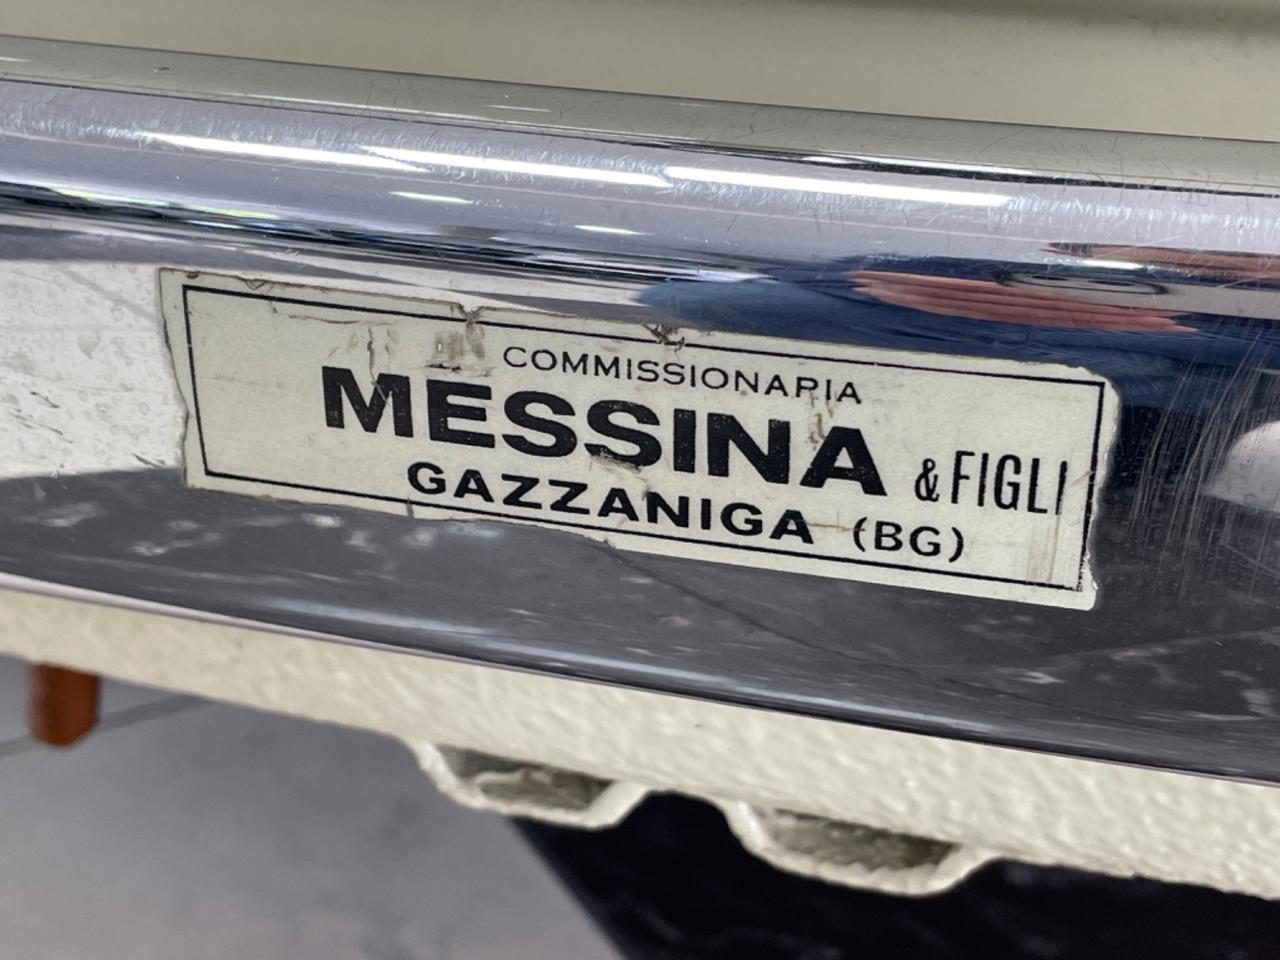 COMMISSIONARIA
MESSINA & FIGLI
GAZZANIGA (BG)